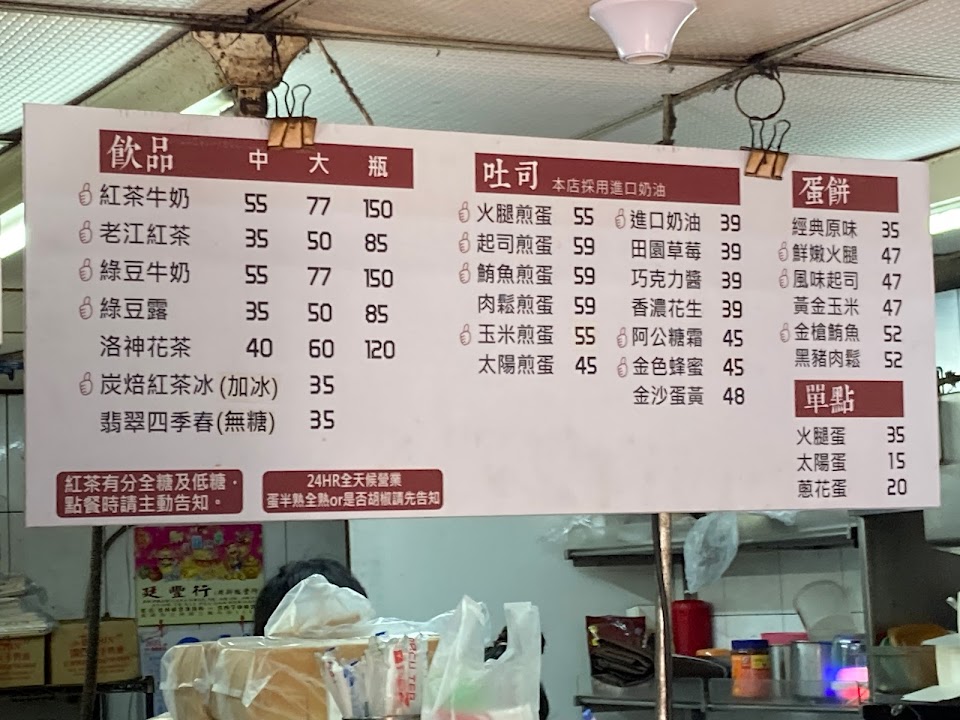 飲品 中 大 瓶
紅茶牛奶 55 77 150
老江紅茶 35 50 85
綠豆牛奶 55 77 150
綠豆露 35 50 85
洛神花茶 40 60 120
炭焙紅茶冰(加冰) 35
翡翠四季春(無糖) 35
紅茶有分全糖及低糖,
點餐時請主動告知。
24HR全天候營業
蛋半熟全熟or是否胡椒請先告知
吐司 本店採用進口奶油
火腿煎蛋 55
起司煎蛋 59
鮪魚煎蛋 59
肉鬆煎蛋 59
玉米煎蛋 55
太陽煎蛋 45
進口奶油 39
田園草莓 39
巧克力醬 39
香濃花生 39
阿公糖霜 45
金色蜂蜜 45
金沙蛋黃 48
蛋餅
經典原味 35
鮮嫩火腿 47
風味起司 47
黃金玉米 47
金槍鮪魚 52
黑豬肉鬆 52
單點
火腿蛋 35
太陽蛋 15
蔥花蛋 20